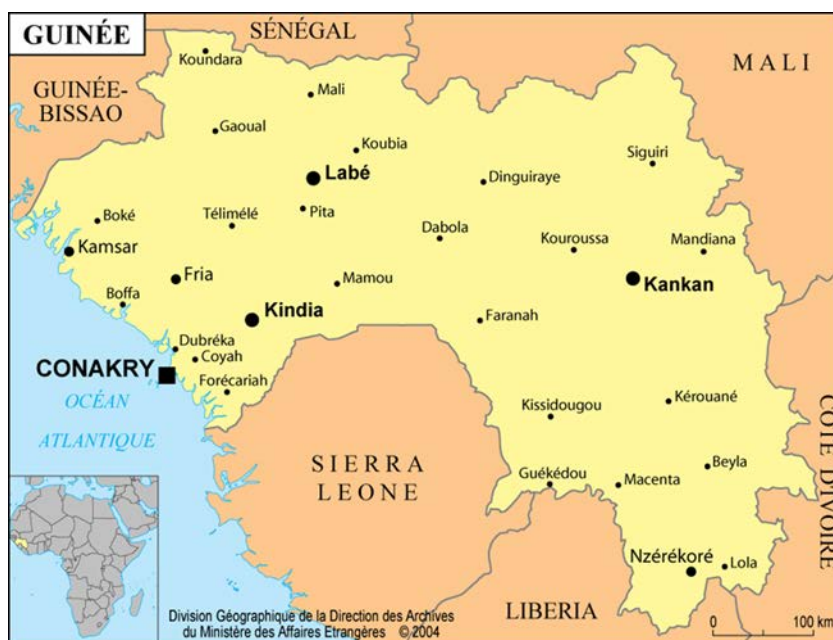 GUINÉE
SÉNÉGAL
MALI
GUINÉE-
BISSAO
Koundara
Mali
Gaoual
Koubia
Siguiri
Labé
Dinguiraye
Boké
Télimélé
Pita
Dabola
Kouroussa
Mandiana
Kamsar
Fria
Mamou
Kankan
Boffa
Kindia
Faranah
Dubréka
Coyah
CONAKRY
Forécariah
OCÉAN
ATLANTIQUE
Kissidougou
Kérouané
SIERRA
LEONE
Guékédou
Macenta
Beyla
CÔTE D'IVOIRE
Nzérékoré
Lola
LIBERIA
Division Géographique de la Direction des Archives
du Ministère des Affaires Etrangères © 2004
0 100 km